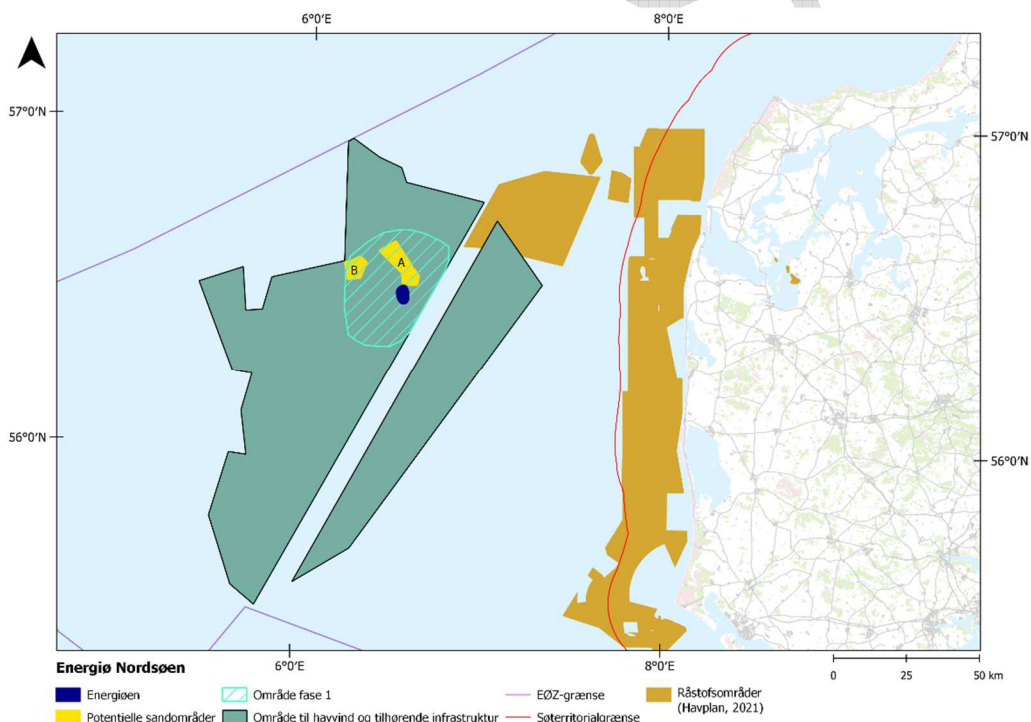 6°0'E 8°0'E
57°0'N 57°0'N
B A
56°0'N 56°0'N
6°0'E 8°0'E
Energiø Nordsøen
0 25 50 km
Energiøen Område fase 1 EØZ-grænse Råstofsområder
(Havplan, 2021)
Potentielle sandområder Område til havvind og tilhørende infrastruktur Søterritorialgrænse